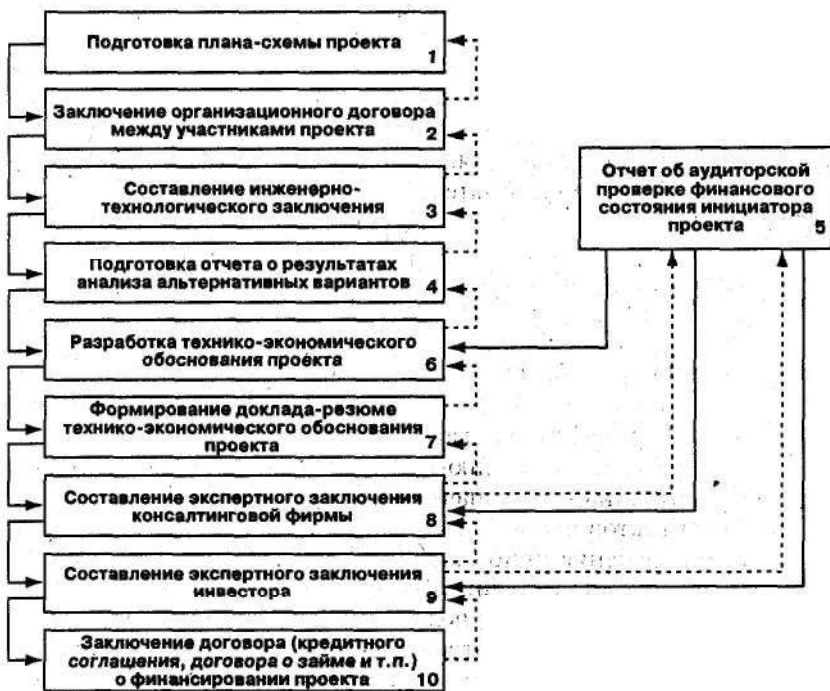 Подготовка плана-схемы проекта
1
Заключение организационного договора
между участниками проекта
2
Составление инженерно-
технологического заключения
3
Подготовка отчета о результатах
анализа альтернативных вариантов
4
Отчет об аудиторской
проверке финансового
состояния инициатора
проекта
5
Разработка технико-экономического
обоснования проекта
6
Формирование доклада-резюме
технико-экономического обоснования
проекта
7
Составление экспертного заключения
консалтинговой фирмы
8
Составление экспертного заключения
инвестора
9
Заключение договора (кредитного
соглашения, договора о займе и т.п.)
о финансировании проекта
10